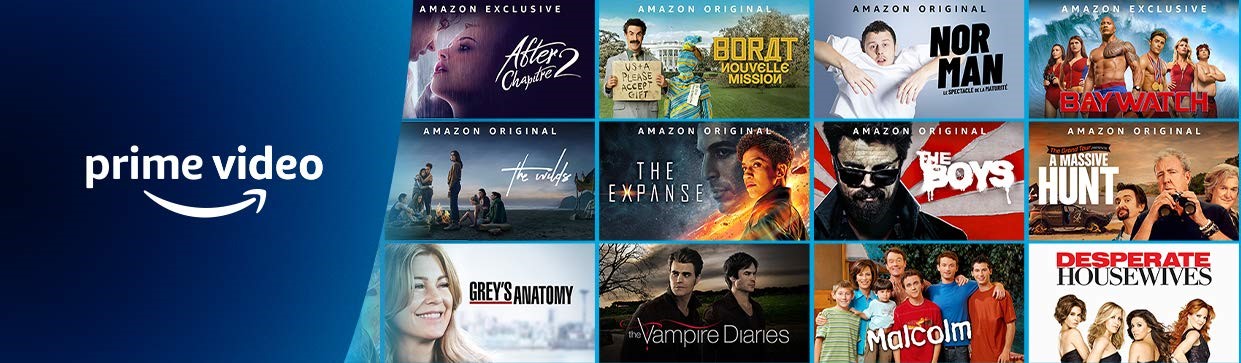 prime video
AMAZON EXCLUSIVE
After
Chapitre 2
AMAZON ORIGINAL
US+A
PLEASE
ACCEPT
GIFT
BORAT
NOUVELLE
MISSION
AMAZON ORIGINAL
NOR
MAN
LE SPECTACLE DE LA MATURITÉ
AMAZON EXCLUSIVE
BAYWATCH
AMAZON ORIGINAL
the wilds
AMAZON ORIGINAL
THE
EXPANSE
AMAZON ORIGINAL
THE
BOYS
AMAZON ORIGINAL
The Grand Tour
A MASSIVE
HUNT
GREY'S ANATOMY
the Vampire Diaries
Malcolm
DESPERATE
HOUSEWIVES